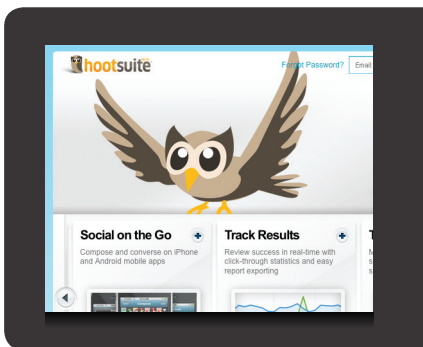 hootsuite
Forgot Password? Email
Social on the Go
Compose and converse on iPhone
and Android mobile apps
Track Results
Review success in real-time with
click-through statistics and easy
report exporting